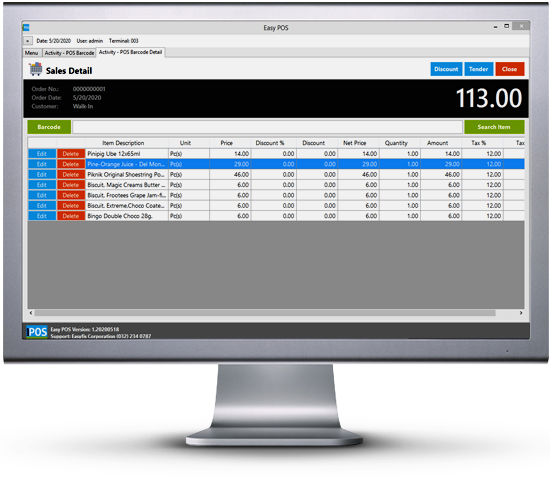 Easy POS
Date: 5/20/2020 User: admin Terminal: 003
Menu Activity - POS Barcode Activity - POS Barcode Detail
Sales Detail Discount Tender Close
Order No.: 0000000001
Order Date: 5/20/2020
Customer: Walk-In
113.00
Barcode Search Item
Item Description Unit Price Discount % Discount Net Price Quantity Amount Tax % Tax
Edit Delete Pinipig Ube 12x65ml Pc(s) 14.00 0.00 0.00 14.00 1.00 14.00 12.00
Edit Delete Pine-Orange Juice - Del Mon... Pc(s) 29.00 0.00 0.00 29.00 1.00 29.00 12.00
Edit Delete Piknik Original Shoestring Po... Pc(s) 46.00 0.00 0.00 46.00 1.00 46.00 12.00
Edit Delete Biscuit, Magic Creams Butter ... Pc(s) 6.00 0.00 0.00 6.00 1.00 6.00 12.00
Edit Delete Biscuit, Frootees Grape Jam-fi... Pc(s) 6.00 0.00 0.00 6.00 1.00 6.00 12.00
Edit Delete Biscuit, Extreme,Choco Coate... Pc(s) 6.00 0.00 0.00 6.00 1.00 6.00 12.00
Edit Delete Bingo Double Choco 28g. Pc(s) 6.00 0.00 0.00 6.00 1.00 6.00 12.00
POS
Easy POS Version: 1.20200518
Support: Easyfis Corporation (032) 234 0787